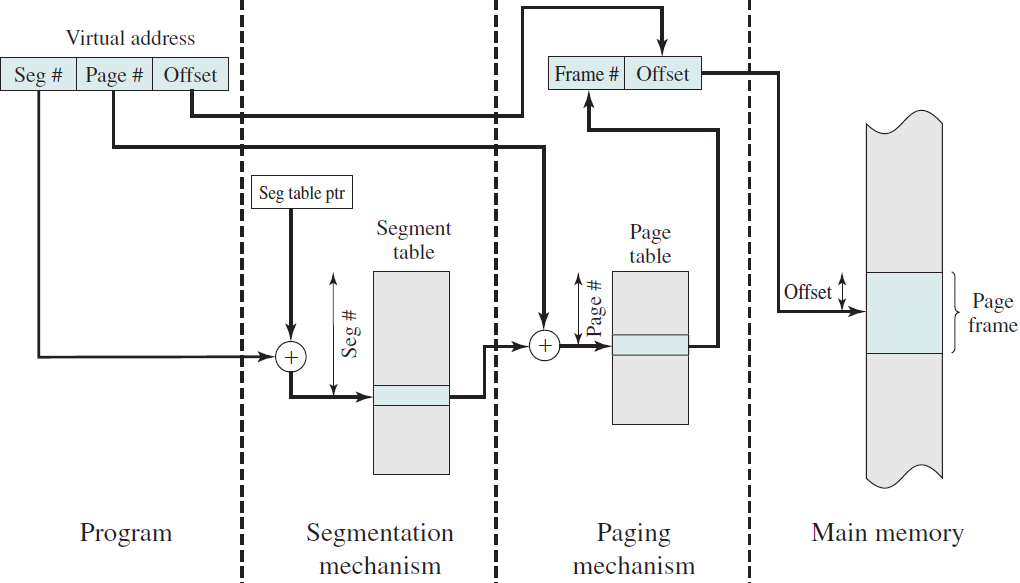 Virtual address
Seg # Page # Offset
Frame # Offset
Seg table ptr
Segment
table
Seg #
+
Page
table
Page #
+
Offset
Page
frame
Program
Segmentation
mechanism
Paging
mechanism
Main memory